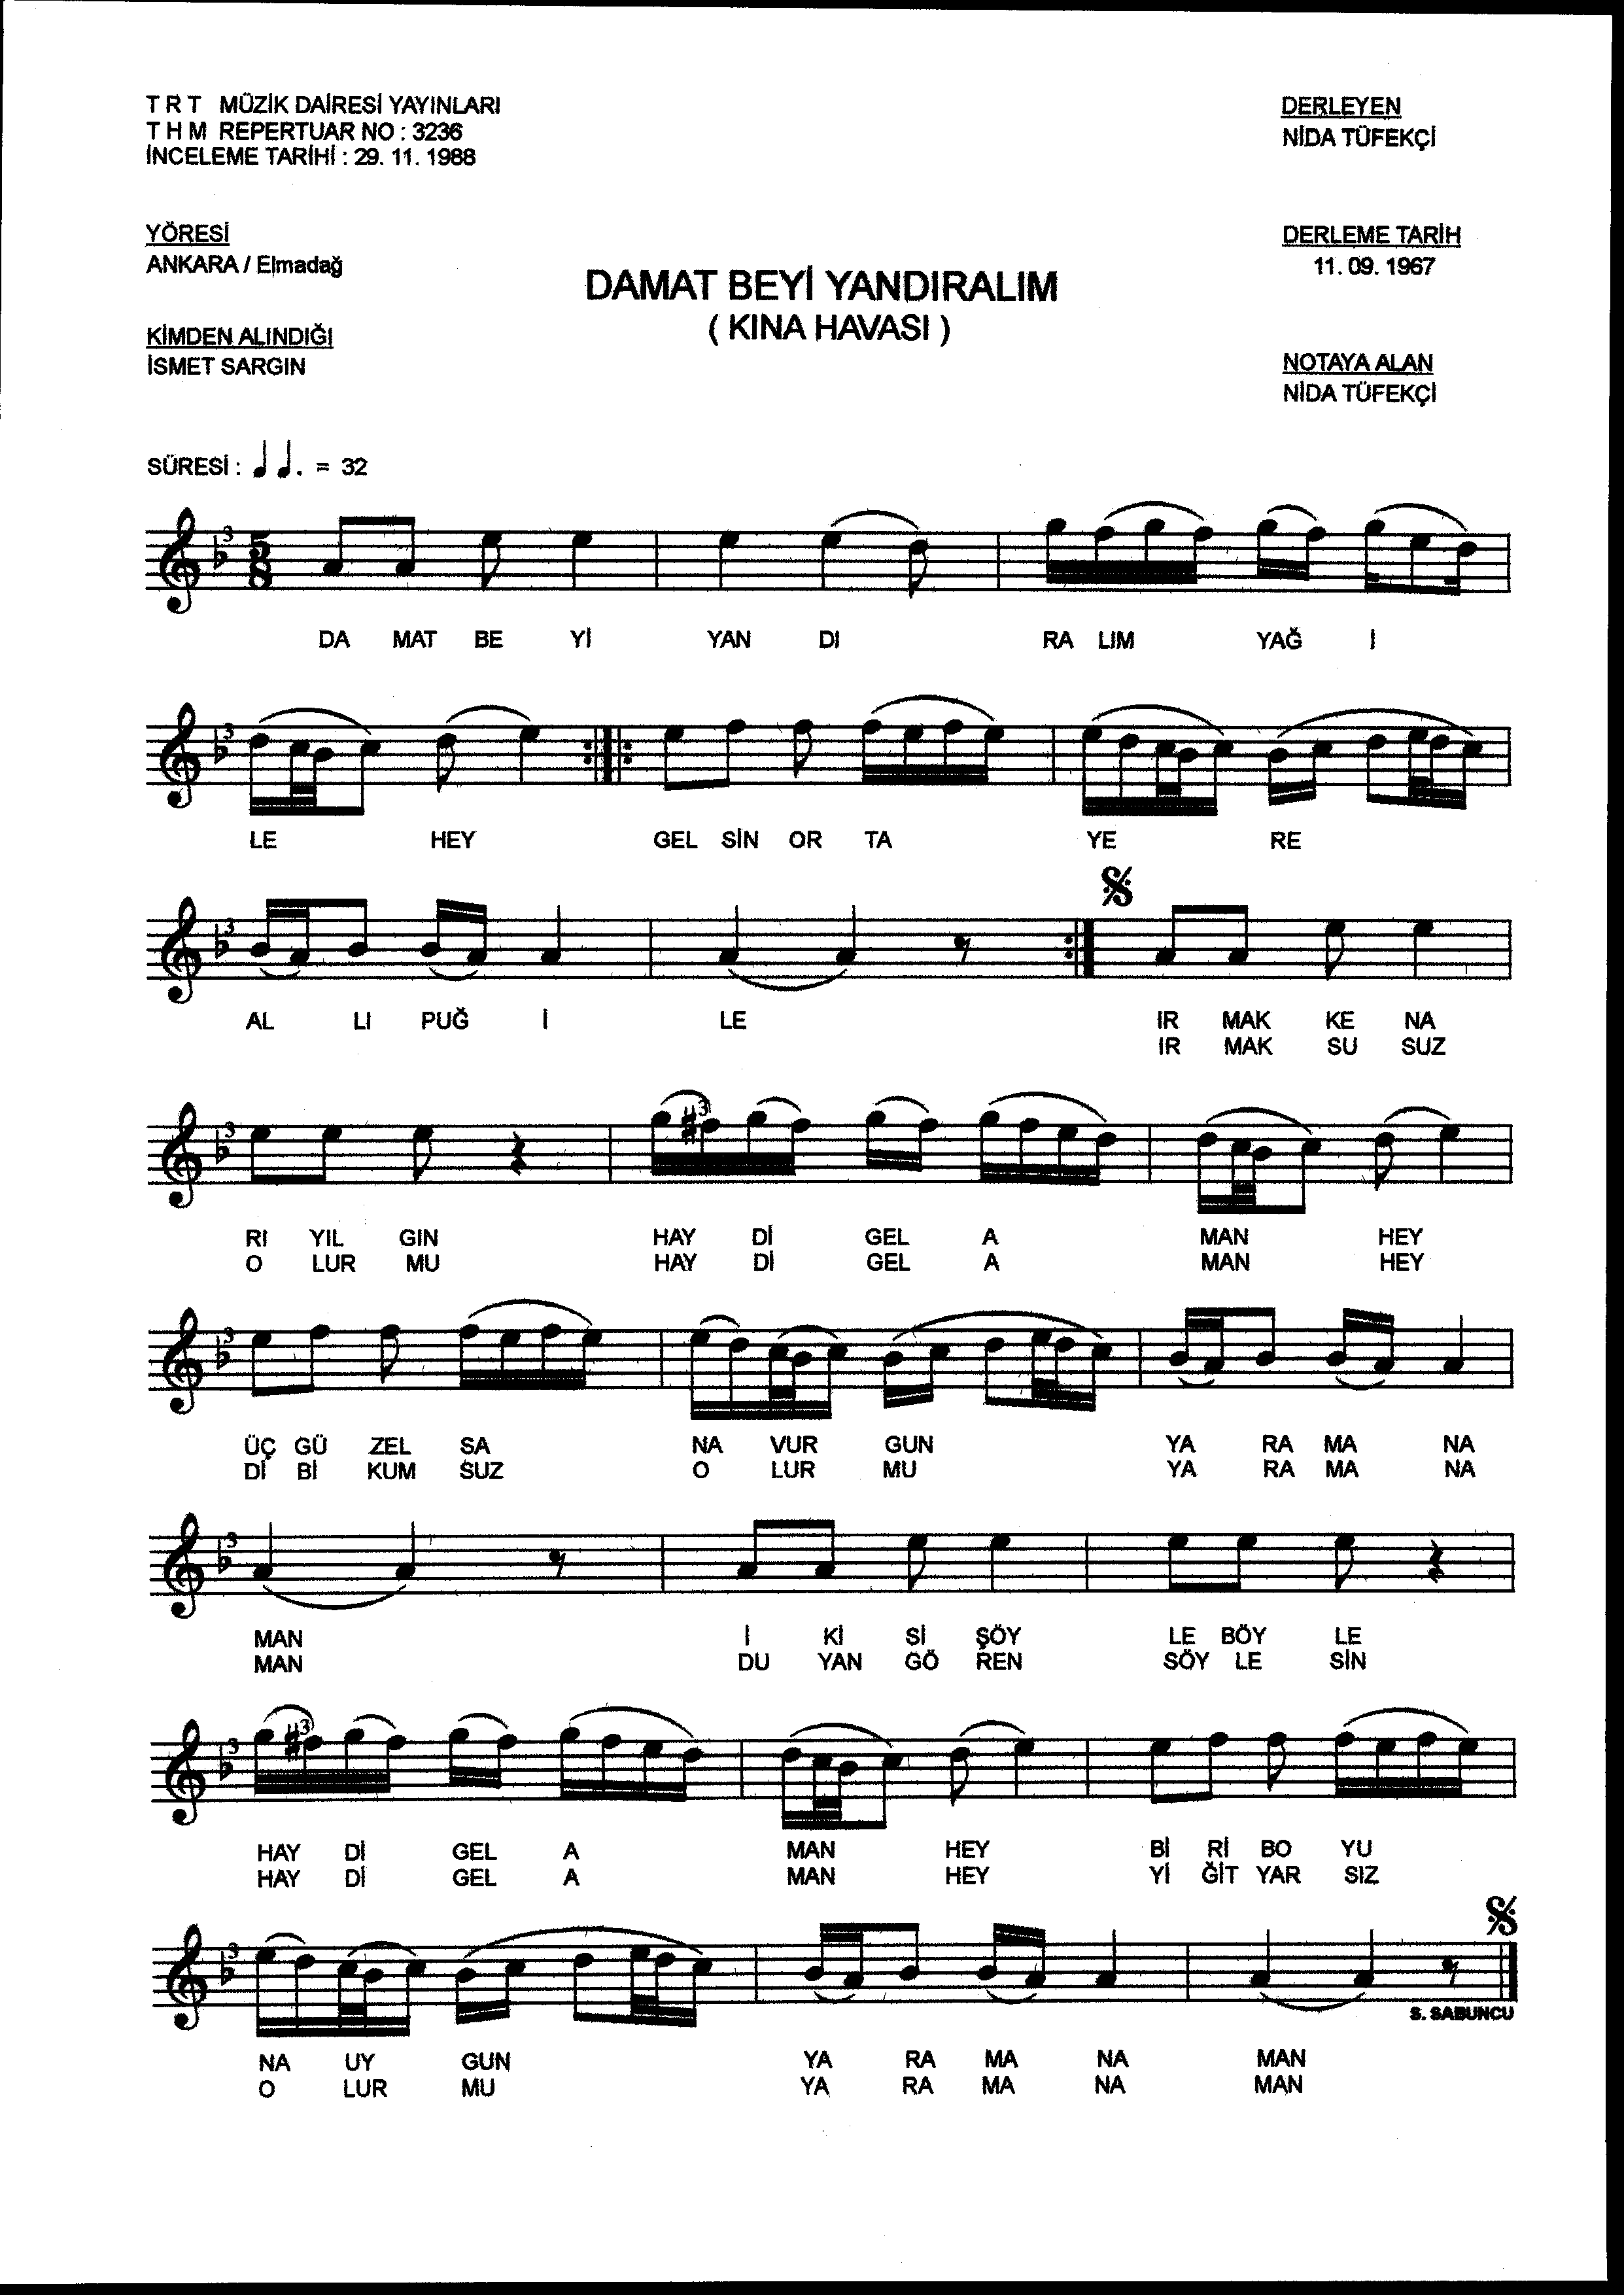 T R T MÜZİK DAİRESİ YAYINLARI
T H M REPERTUAR NO : 3236
İNCELEME TARİHİ : 29. 11. 1988
DERLEYEN
NİDA TÜFEKÇİ
YÖRESİ
ANKARA / Elmadağ
DERLEME TARİH
11. 09. 1967
DAMAT BEYİ YANDIRALIM
( KINA HAVASI )
KİMDEN ALINDIĞI
İSMET SARGIN
NOTAYA ALAN
NİDA TÜFEKÇİ
SÜRESİ : = 32
DA MAT BE Yİ YAN DI RA LIM YAĞ İ
LE HEY GEL SİN OR TA YE RE
AL LI PUĞ İ LE IR MAK KE NA
IR MAK SU SUZ
RI YIL GIN HAY Dİ GEL A MAN HEY
O LUR MU HAY Dİ GEL A MAN HEY
ÜÇ GÜ ZEL SA NA VUR GUN YA RA MA NA
Dİ Bİ KUM SUZ O LUR MU YA RA MA NA
MAN İ Kİ Sİ ŞÖY LE BÖY LE
MAN DU YAN GÖ REN SÖY LE SİN
HAY Dİ GEL A MAN HEY Bİ Rİ BO YU
HAY Dİ GEL A MAN HEY Yİ ĞİT YAR SIZ
S. SABUNCU
NA UY GUN YA RA MA NA MAN
O LUR MU YA RA MA NA MAN